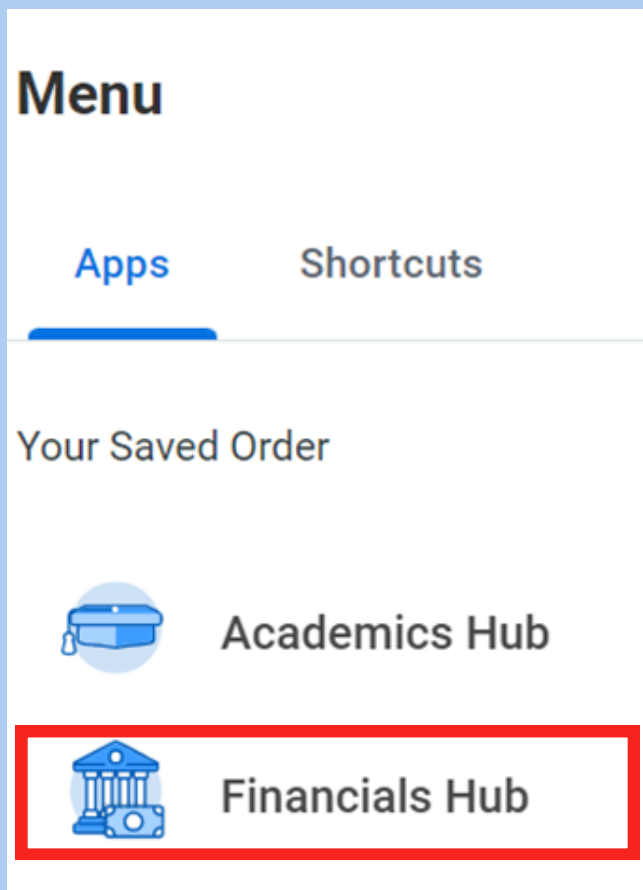 Menu
Apps Shortcuts
Your Saved Order
Academics Hub
Financials Hub